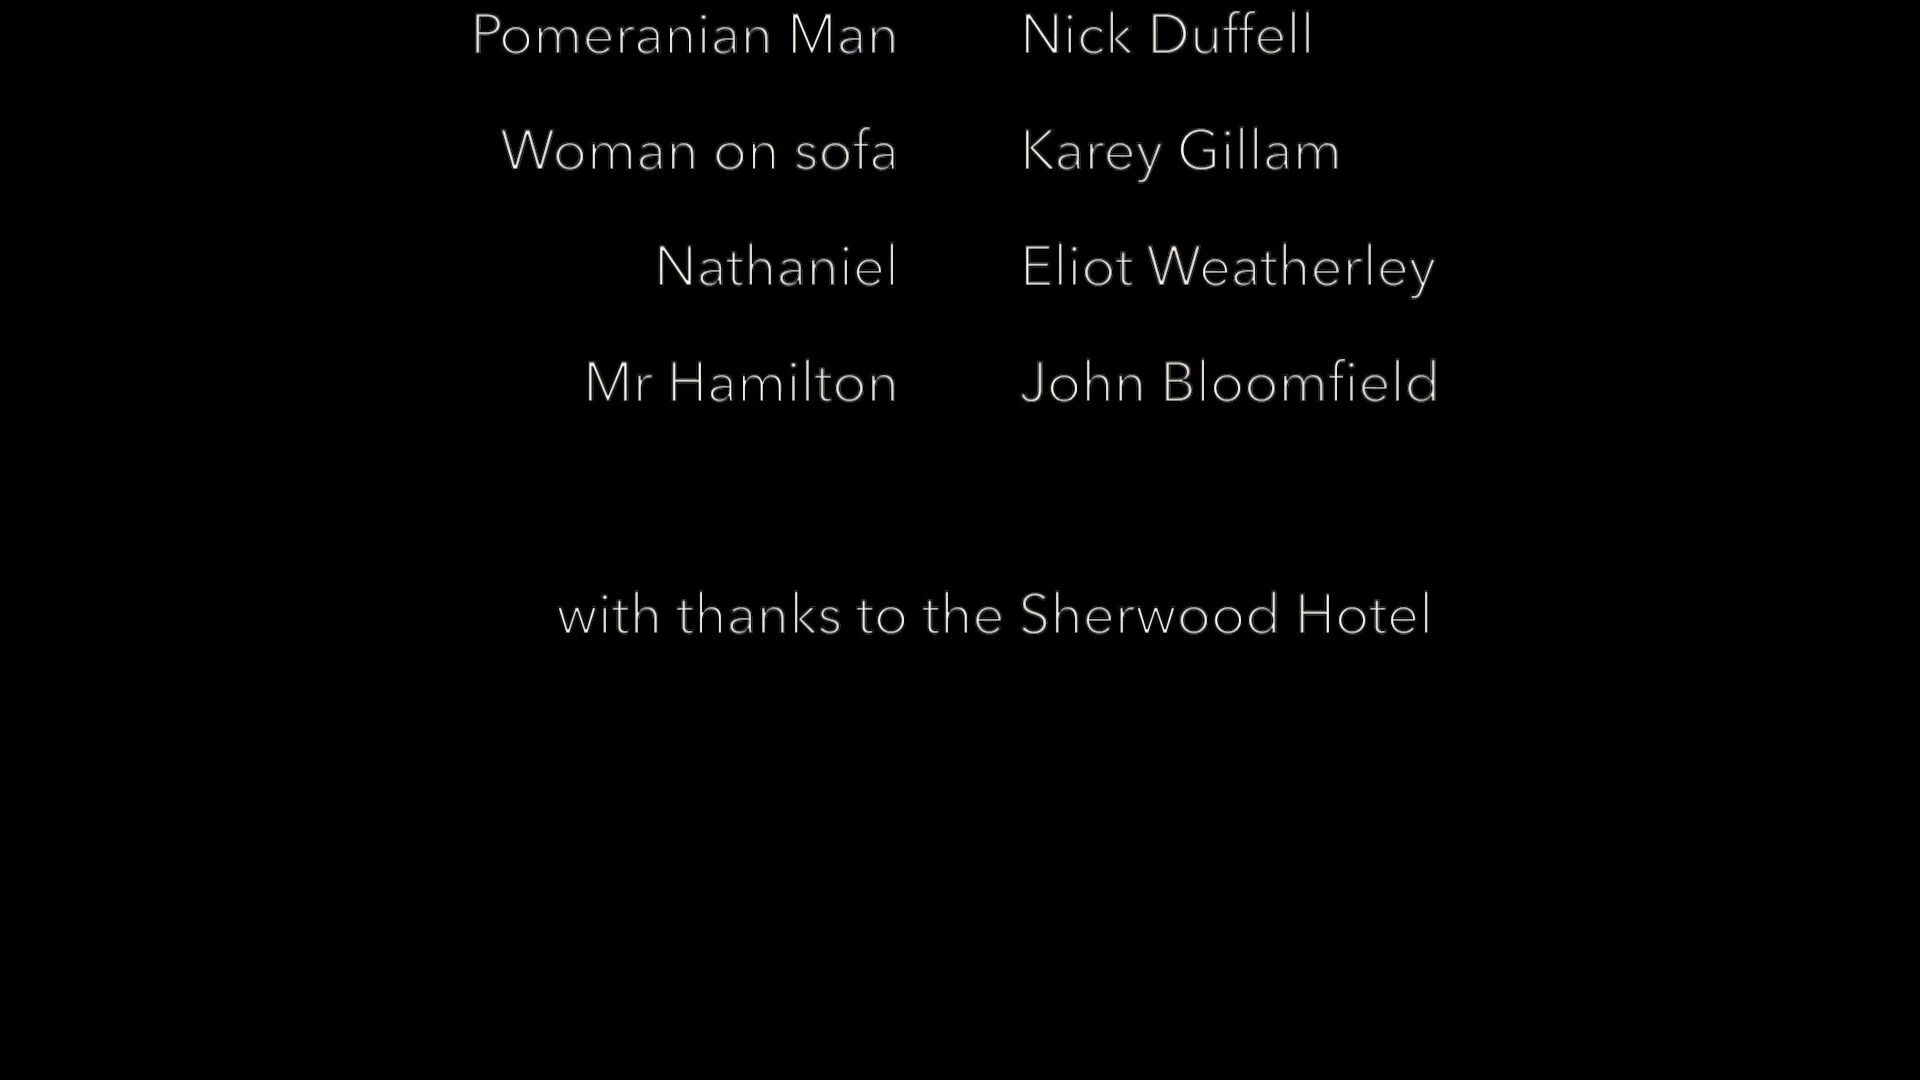 Pomeranian Man Nick Duffell
Woman on sofa Karey Gillam
Nathaniel Eliot Weatherley
Mr Hamilton John Bloomfield
with thanks to the Sherwood Hotel